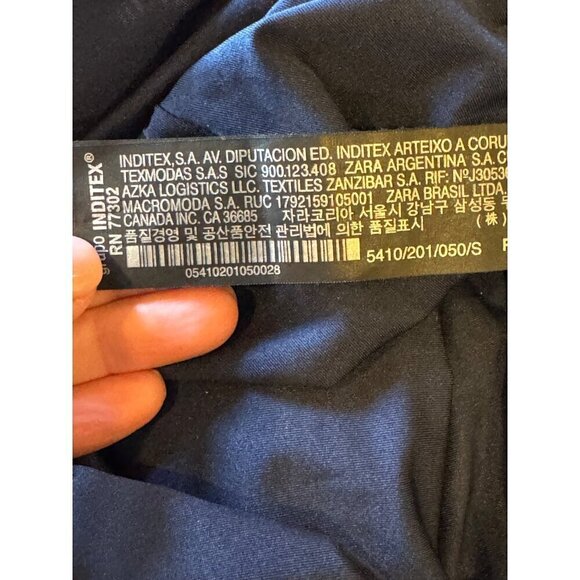 grupo INDITEX®
RN 77302
INDITEX,S.A. AV. DIPUTACION ED. INDITEX ARTEIXO A CORU
TEXMODAS S.A.S SIC 900.123.408 ZARA ARGENTINA S.A. C
AZKA LOGISTICS LLC. TEXTILES ZANZIBAR S.A. RIF: Nº.J30536
MACROMODA S.A. RUC 1792159105001 ZARA BRASIL LTDA.
CANADA INC. CA 36685 자라코리아 서울시 강남구 삼성동
품질경영 및 공산품안전 관리법에 의한 품질표시 (株)
05410201050028
5410/201/050/S